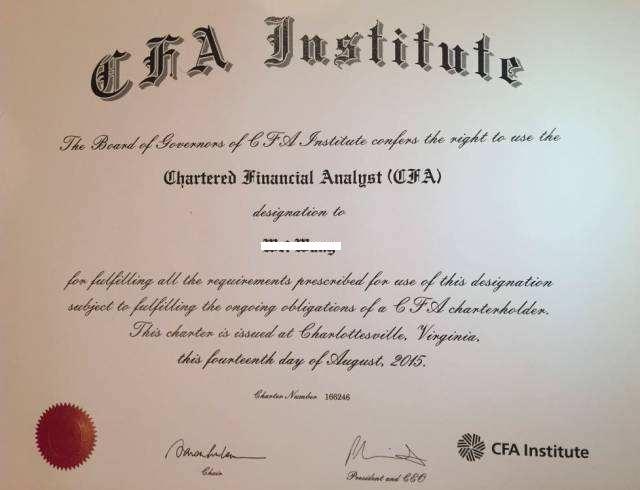 CFA Institute
The Board of Governors of CFA Institute confers the right to use the
Chartered Financial Analyst (CFA)
designation to
for fulfilling all the requirements prescribed for use of this designation
subject to fulfilling the ongoing obligations of a CFA charterholder.
This charter is issued at Charlottesville, Virginia,
this fourteenth day of August, 2015.
Charter Number 166246
Chair
President and CEO
CFA Institute